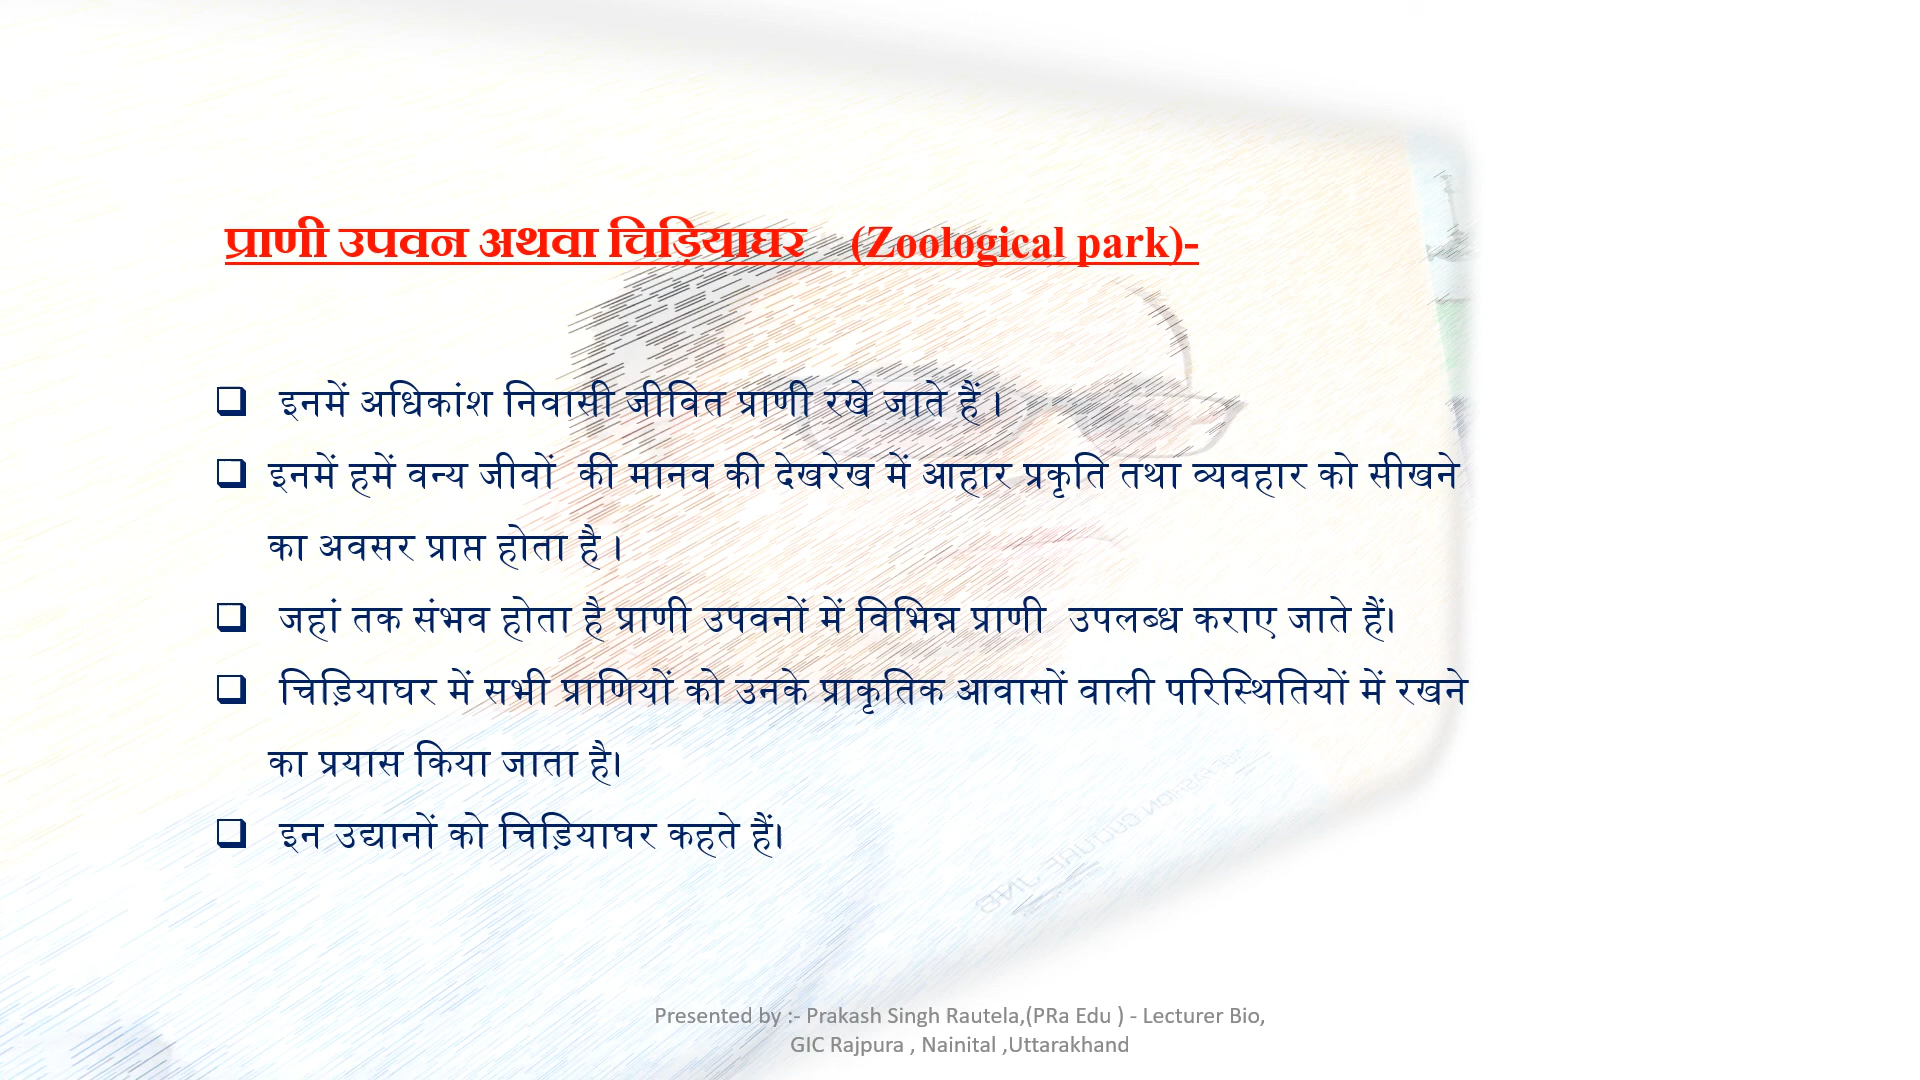 प्राणी उपवन अथवा चिड़ियाघर (Zoological park)-
❑ इनमें अधिकांश निवासी जीवित प्राणी रखे जाते हैं ।
❑ इनमें हमें वन्य जीवों की मानव की देखरेख में आहार प्रकृति तथा व्यवहार को सीखने
का अवसर प्राप्त होता है ।
❑ जहां तक संभव होता है प्राणी उपवनों में विभिन्न प्राणी उपलब्ध कराए जाते हैं।
❑ चिड़ियाघर में सभी प्राणियों को उनके प्राकृतिक आवासों वाली परिस्थितियों में रखने
का प्रयास किया जाता है।
❑ इन उद्यानों को चिड़ियाघर कहते हैं।
Presented by :- Prakash Singh Rautela,(PRa Edu ) - Lecturer Bio,
GIC Rajpura , Nainital ,Uttarakhand